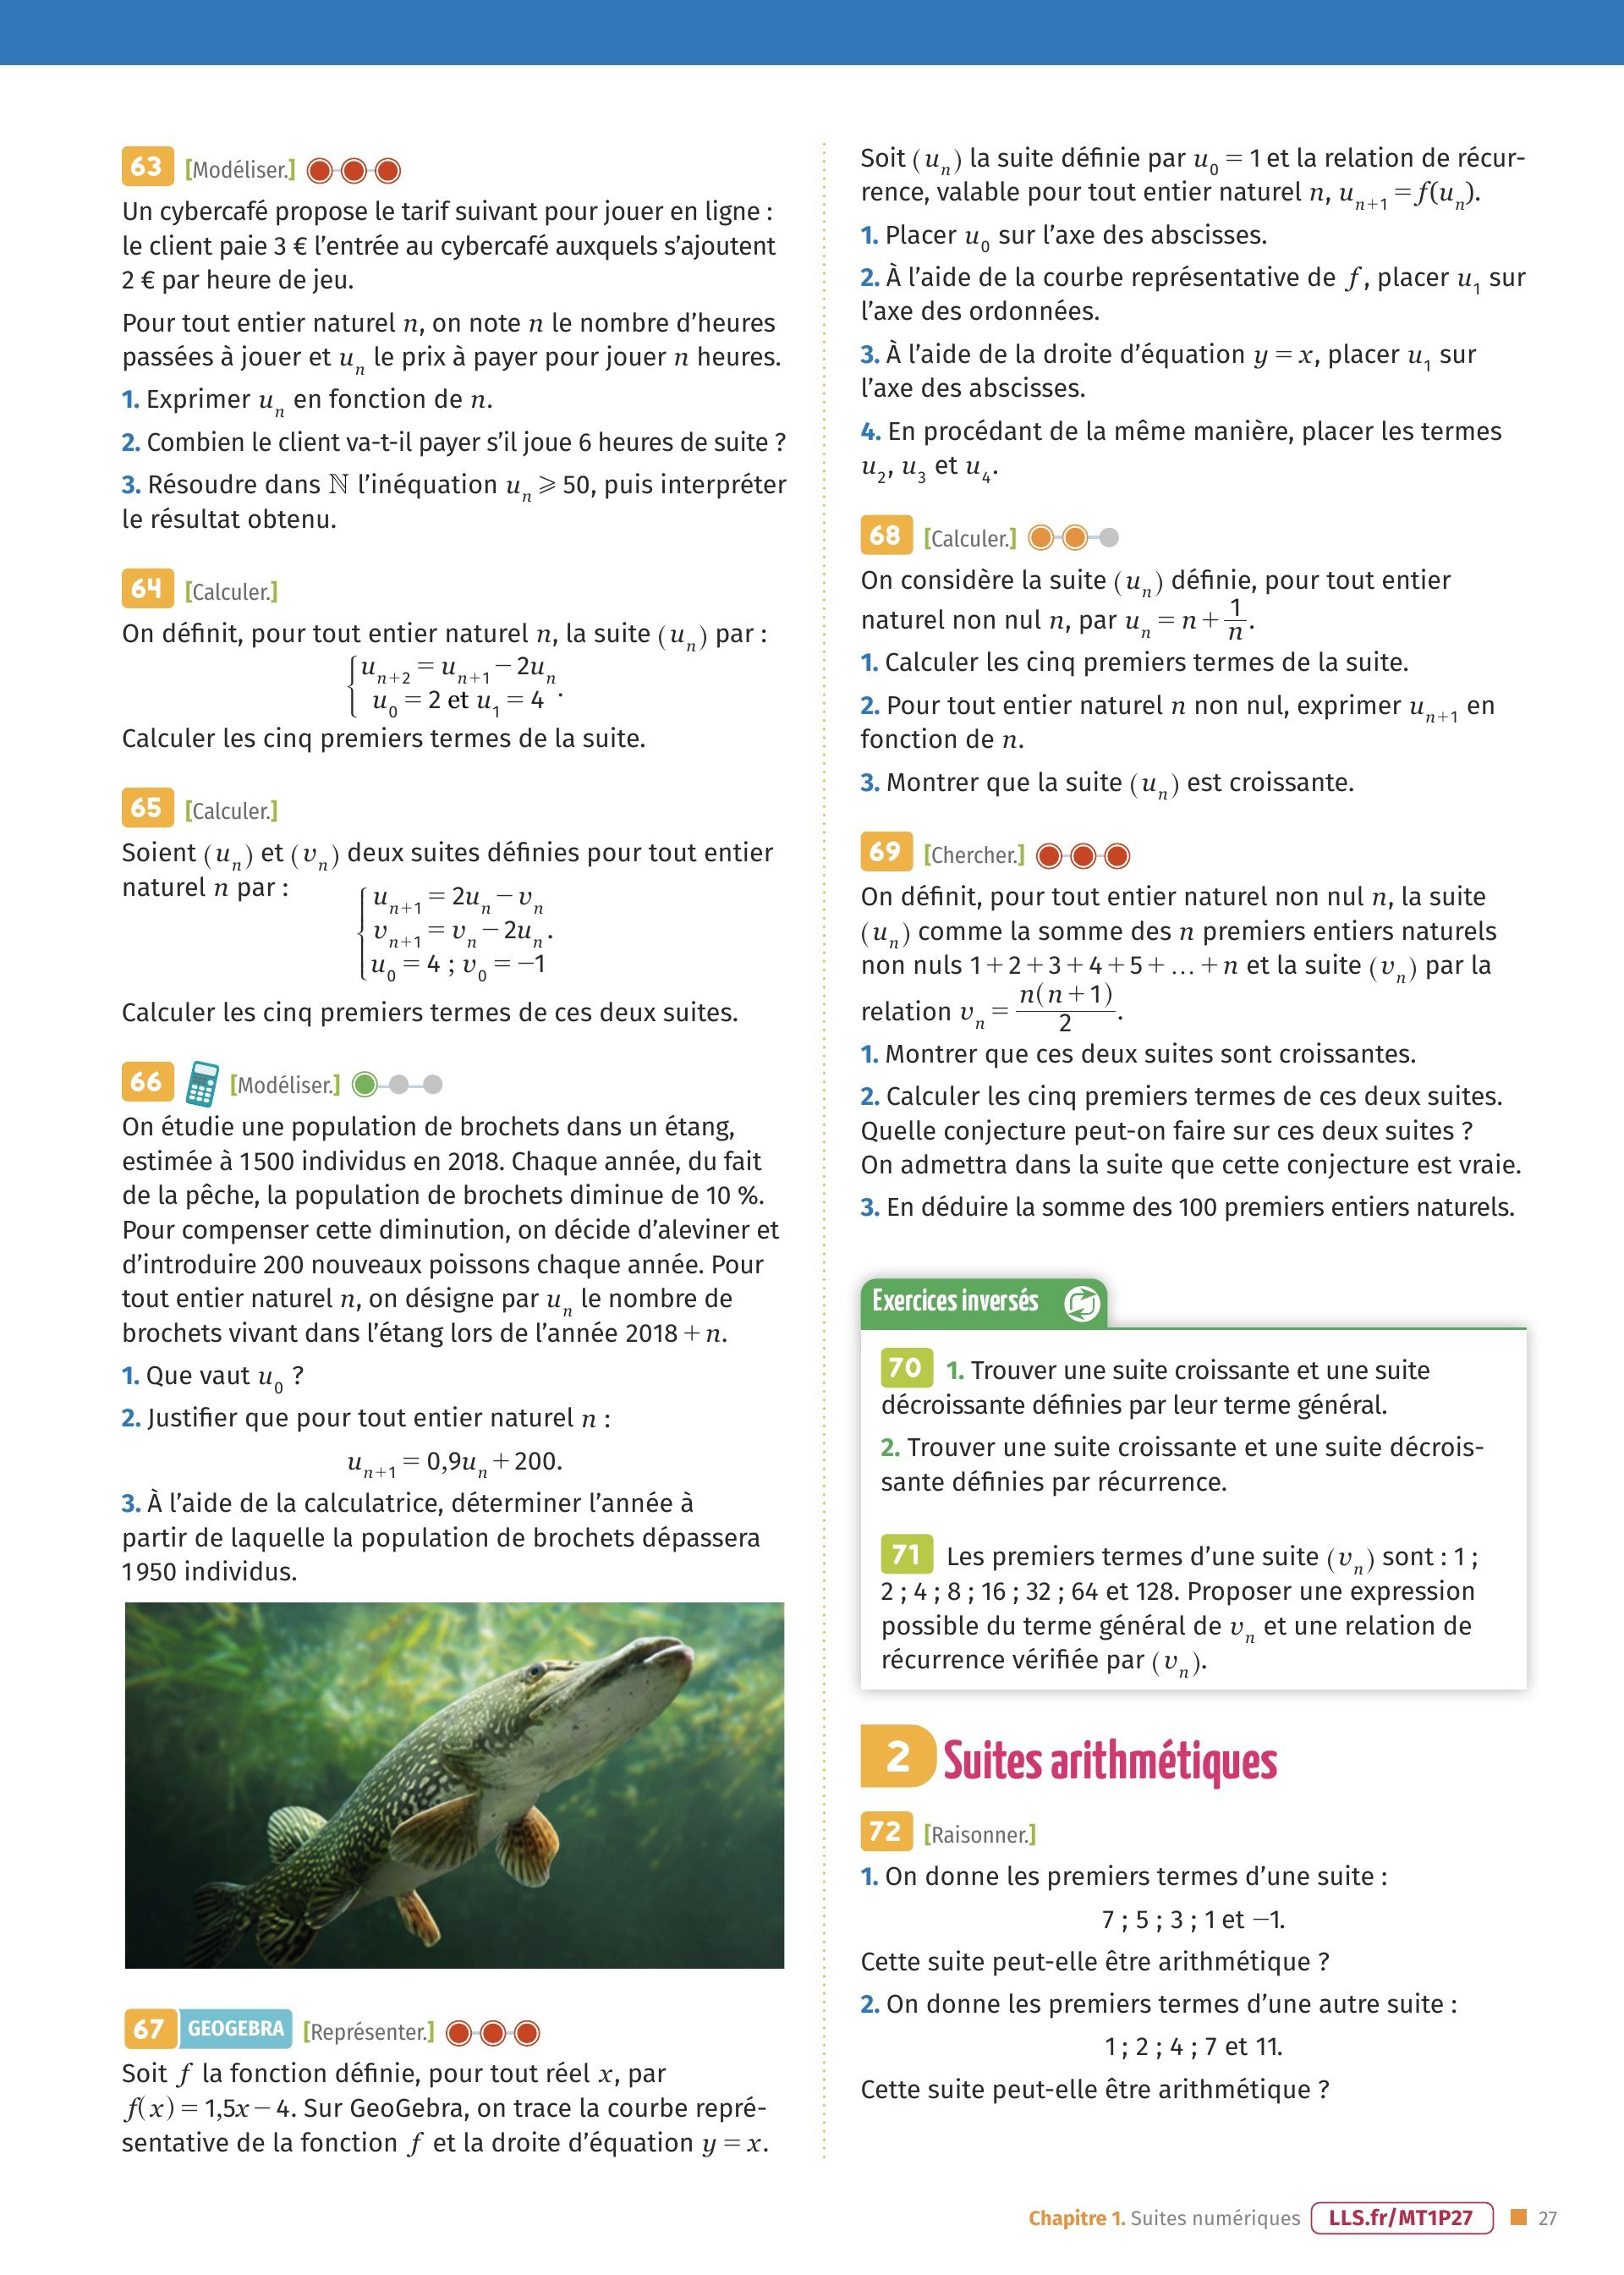 63 [Modéliser.]
Un cybercafé propose le tarif suivant pour jouer en ligne :
le client paie 3 € l’entrée au cybercafé auxquels s’ajoutent
2 € par heure de jeu.
Pour tout entier naturel n, on note n le nombre d’heures
passées à jouer et u_n le prix à payer pour jouer n heures.
1. Exprimer u_n en fonction de n.
2. Combien le client va-t-il payer s’il joue 6 heures de suite ?
3. Résoudre dans ℕ l’inéquation u_n ⩾ 50, puis interpréter
le résultat obtenu.
64 [Calculer.]
On définit, pour tout entier naturel n, la suite (u_n) par :
{ u_{n+2} = u_{n+1} − 2u_n
u_0 = 2 et u_1 = 4 .
Calculer les cinq premiers termes de la suite.
65 [Calculer.]
Soient (u_n) et (v_n) deux suites définies pour tout entier
naturel n par :
{ u_{n+1} = 2u_n − v_n
v_{n+1} = v_n − 2u_n .
u_0 = 4 ; v_0 = −1
Calculer les cinq premiers termes de ces deux suites.
66 [Modéliser.]
On étudie une population de brochets dans un étang,
estimée à 1 500 individus en 2018. Chaque année, du fait
de la pêche, la population de brochets diminue de 10 %.
Pour compenser cette diminution, on décide d’aleviner et
d’introduire 200 nouveaux poissons chaque année. Pour
tout entier naturel n, on désigne par u_n le nombre de
brochets vivant dans l’étang lors de l’année 2018 + n.
1. Que vaut u_0 ?
2. Justifier que pour tout entier naturel n :
u_{n+1} = 0,9u_n + 200.
3. À l’aide de la calculatrice, déterminer l’année à
partir de laquelle la population de brochets dépassera
1 950 individus.
67 GEOGEBRA [Représenter.]
Soit f la fonction définie, pour tout réel x, par
f(x) = 1,5x − 4. Sur GeoGebra, on trace la courbe repré-
sentative de la fonction f et la droite d’équation y = x.
Soit (u_n) la suite définie par u_0 = 1 et la relation de récur-
rence, valable pour tout entier naturel n, u_{n+1} = f(u_n).
1. Placer u_0 sur l’axe des abscisses.
2. À l’aide de la courbe représentative de f, placer u_1 sur
l’axe des ordonnées.
3. À l’aide de la droite d’équation y = x, placer u_1 sur
l’axe des abscisses.
4. En procédant de la même manière, placer les termes
u_2, u_3 et u_4.
68 [Calculer.]
On considère la suite (u_n) définie, pour tout entier
naturel non nul n, par u_n = n + 1/n.
1. Calculer les cinq premiers termes de la suite.
2. Pour tout entier naturel n non nul, exprimer u_{n+1} en
fonction de n.
3. Montrer que la suite (u_n) est croissante.
69 [Chercher.]
On définit, pour tout entier naturel non nul n, la suite
(u_n) comme la somme des n premiers entiers naturels
non nuls 1 + 2 + 3 + 4 + 5 + … + n et la suite (v_n) par la
relation v_n = n(n + 1)/2.
1. Montrer que ces deux suites sont croissantes.
2. Calculer les cinq premiers termes de ces deux suites.
Quelle conjecture peut-on faire sur ces deux suites ?
On admettra dans la suite que cette conjecture est vraie.
3. En déduire la somme des 100 premiers entiers naturels.
Exercices inversés
70 1. Trouver une suite croissante et une suite
décroissante définies par leur terme général.
2. Trouver une suite croissante et une suite décrois-
sante définies par récurrence.
71 Les premiers termes d’une suite (v_n) sont : 1 ;
2 ; 4 ; 8 ; 16 ; 32 ; 64 et 128. Proposer une expression
possible du terme général de v_n et une relation de
récurrence vérifiée par (v_n).
2 Suites arithmétiques
72 [Raisonner.]
1. On donne les premiers termes d’une suite :
7 ; 5 ; 3 ; 1 et −1.
Cette suite peut-elle être arithmétique ?
2. On donne les premiers termes d’une autre suite :
1 ; 2 ; 4 ; 7 et 11.
Cette suite peut-elle être arithmétique ?
Chapitre 1. Suites numériques LLS.fr/MT1P27 27